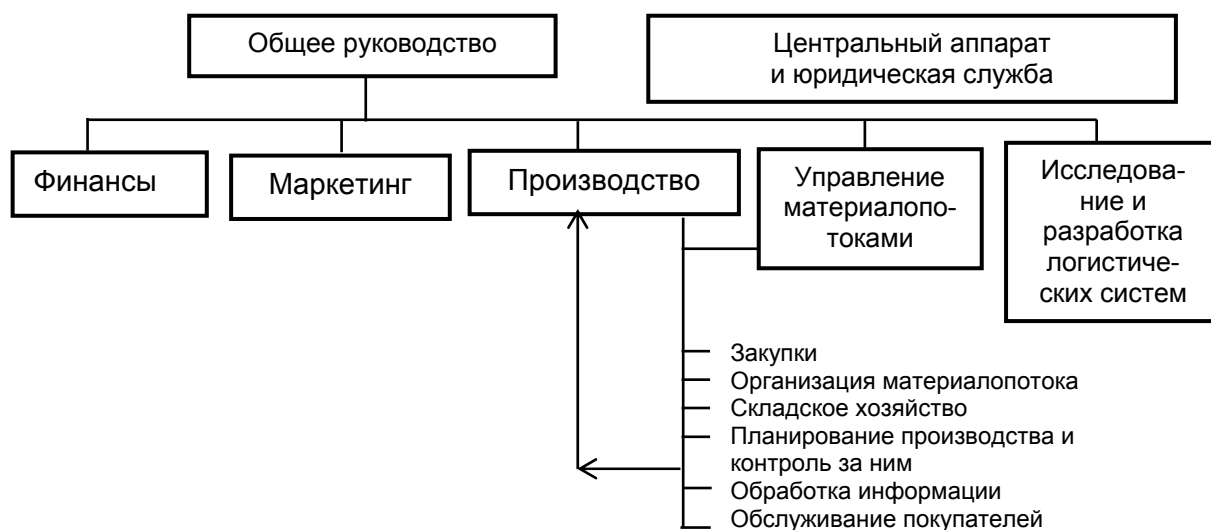 Общее руководство
Центральный аппарат
и юридическая служба
Финансы
Маркетинг
Производство
Управление
материалопо-
токами
Исследова-
ние и
разработка
логистиче-
ских систем
Закупки
Организация материалопотока
Складское хозяйство
Планирование производства и
контроль за ним
Обработка информации
Обслуживание покупателей